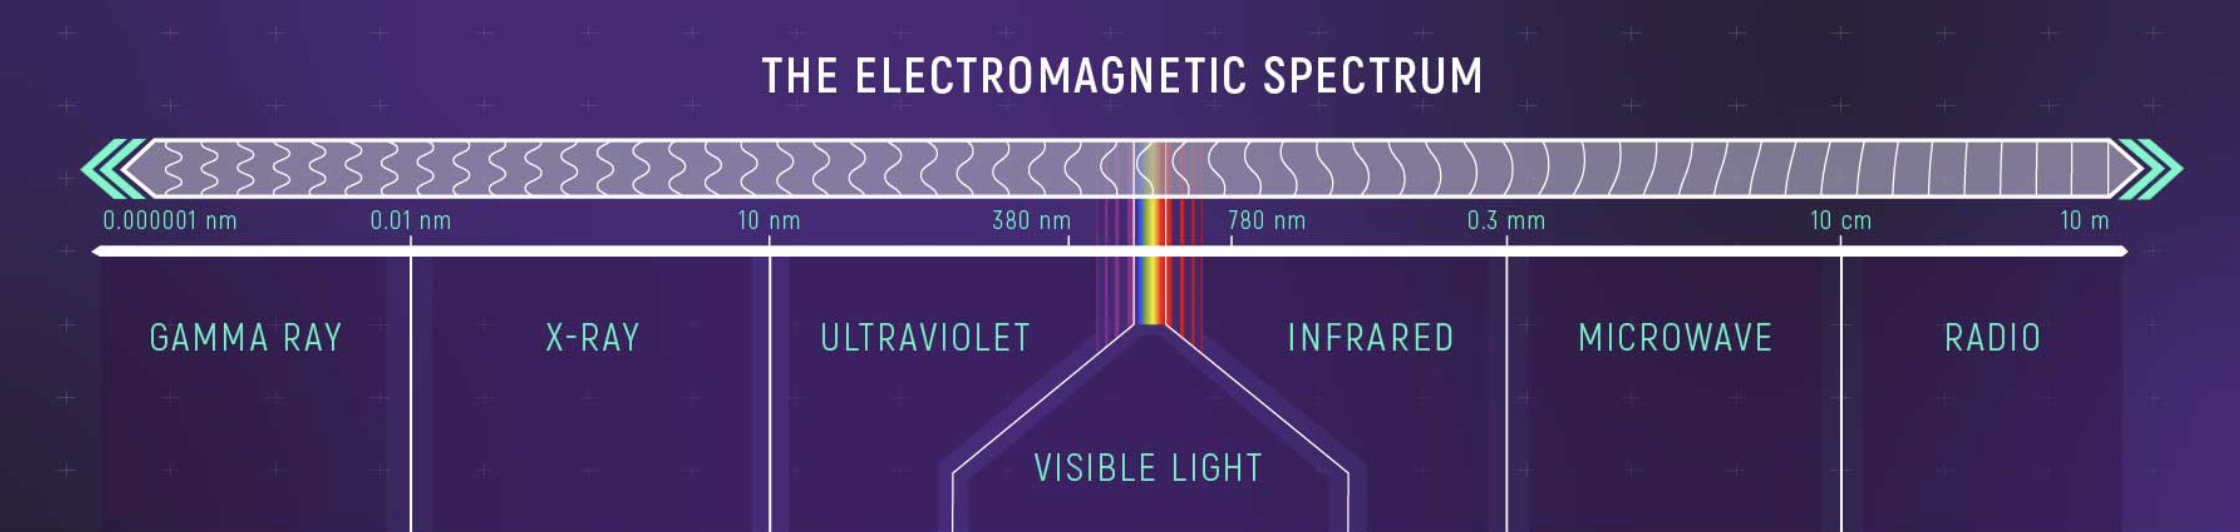 THE ELECTROMAGNETIC SPECTRUM
0.000001 nm 0.01 nm 10 nm 380 nm 780 nm 0.3 mm 10 cm 10 m
GAMMA RAY X-RAY ULTRAVIOLET INFRARED MICROWAVE RADIO
VISIBLE LIGHT